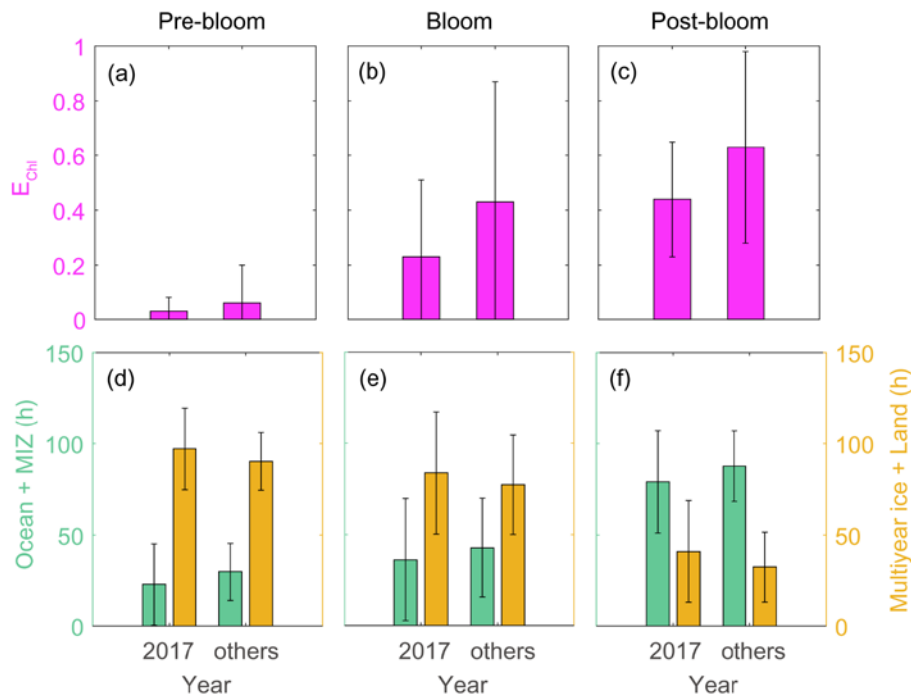 Pre-bloom
Bloom
Post-bloom
1
0.8
0.6
0.4
0.2
0
E_Chl
(a)
(b)
(c)
150
100
50
0
Ocean + MIZ (h)
(d)
(e)
(f)
150
100
50
0
Multiyear ice + Land (h)
2017 others
2017 others
2017 others
Year
Year
Year